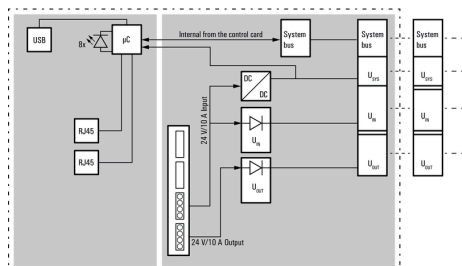 USB
8x
µC
Internal from the control card
System
bus
System
bus
System
bus
DC
DC
U SYS
U SYS
24 V/10 A Input
U IN
U IN
U IN
RJ45
RJ45
U OUT
U OUT
U OUT
24 V/10 A Output